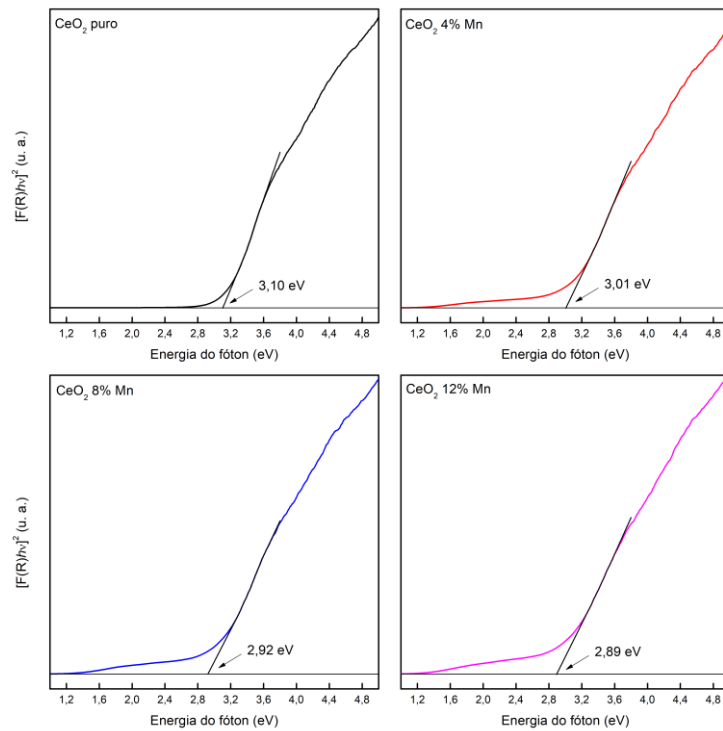 CeO₂ puro
[F(R)hν]² (u. a.)
3,10 eV
1,2 1,6 2,0 2,4 2,8 3,2 3,6 4,0 4,4 4,8
Energia do fóton (eV)
CeO₂ 4% Mn
3,01 eV
1,2 1,6 2,0 2,4 2,8 3,2 3,6 4,0 4,4 4,8
Energia do fóton (eV)
CeO₂ 8% Mn
[F(R)hν]² (u. a.)
2,92 eV
1,2 1,6 2,0 2,4 2,8 3,2 3,6 4,0 4,4 4,8
Energia do fóton (eV)
CeO₂ 12% Mn
2,89 eV
1,2 1,6 2,0 2,4 2,8 3,2 3,6 4,0 4,4 4,8
Energia do fóton (eV)